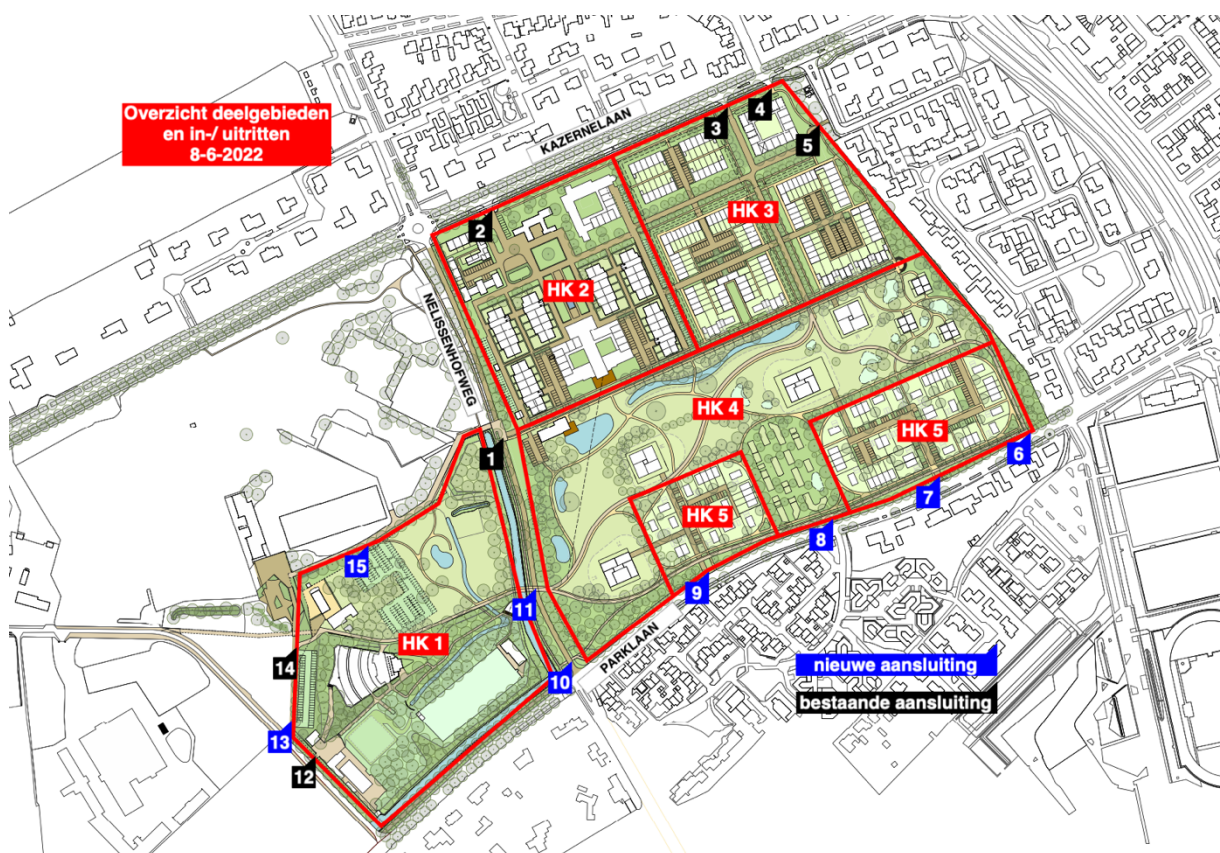 Overzicht deelgebieden
en in-/ uitritten
8-6-2022
KAZERNELAAN
4
3
5
2
HK 3
HK 2
NELISSENHOFWEG
HK 4
1
HK 5
6
7
HK 5
8
15
9
11
HK 1
PARKLAAN
14
10
nieuwe aansluiting
bestaande aansluiting
13
12